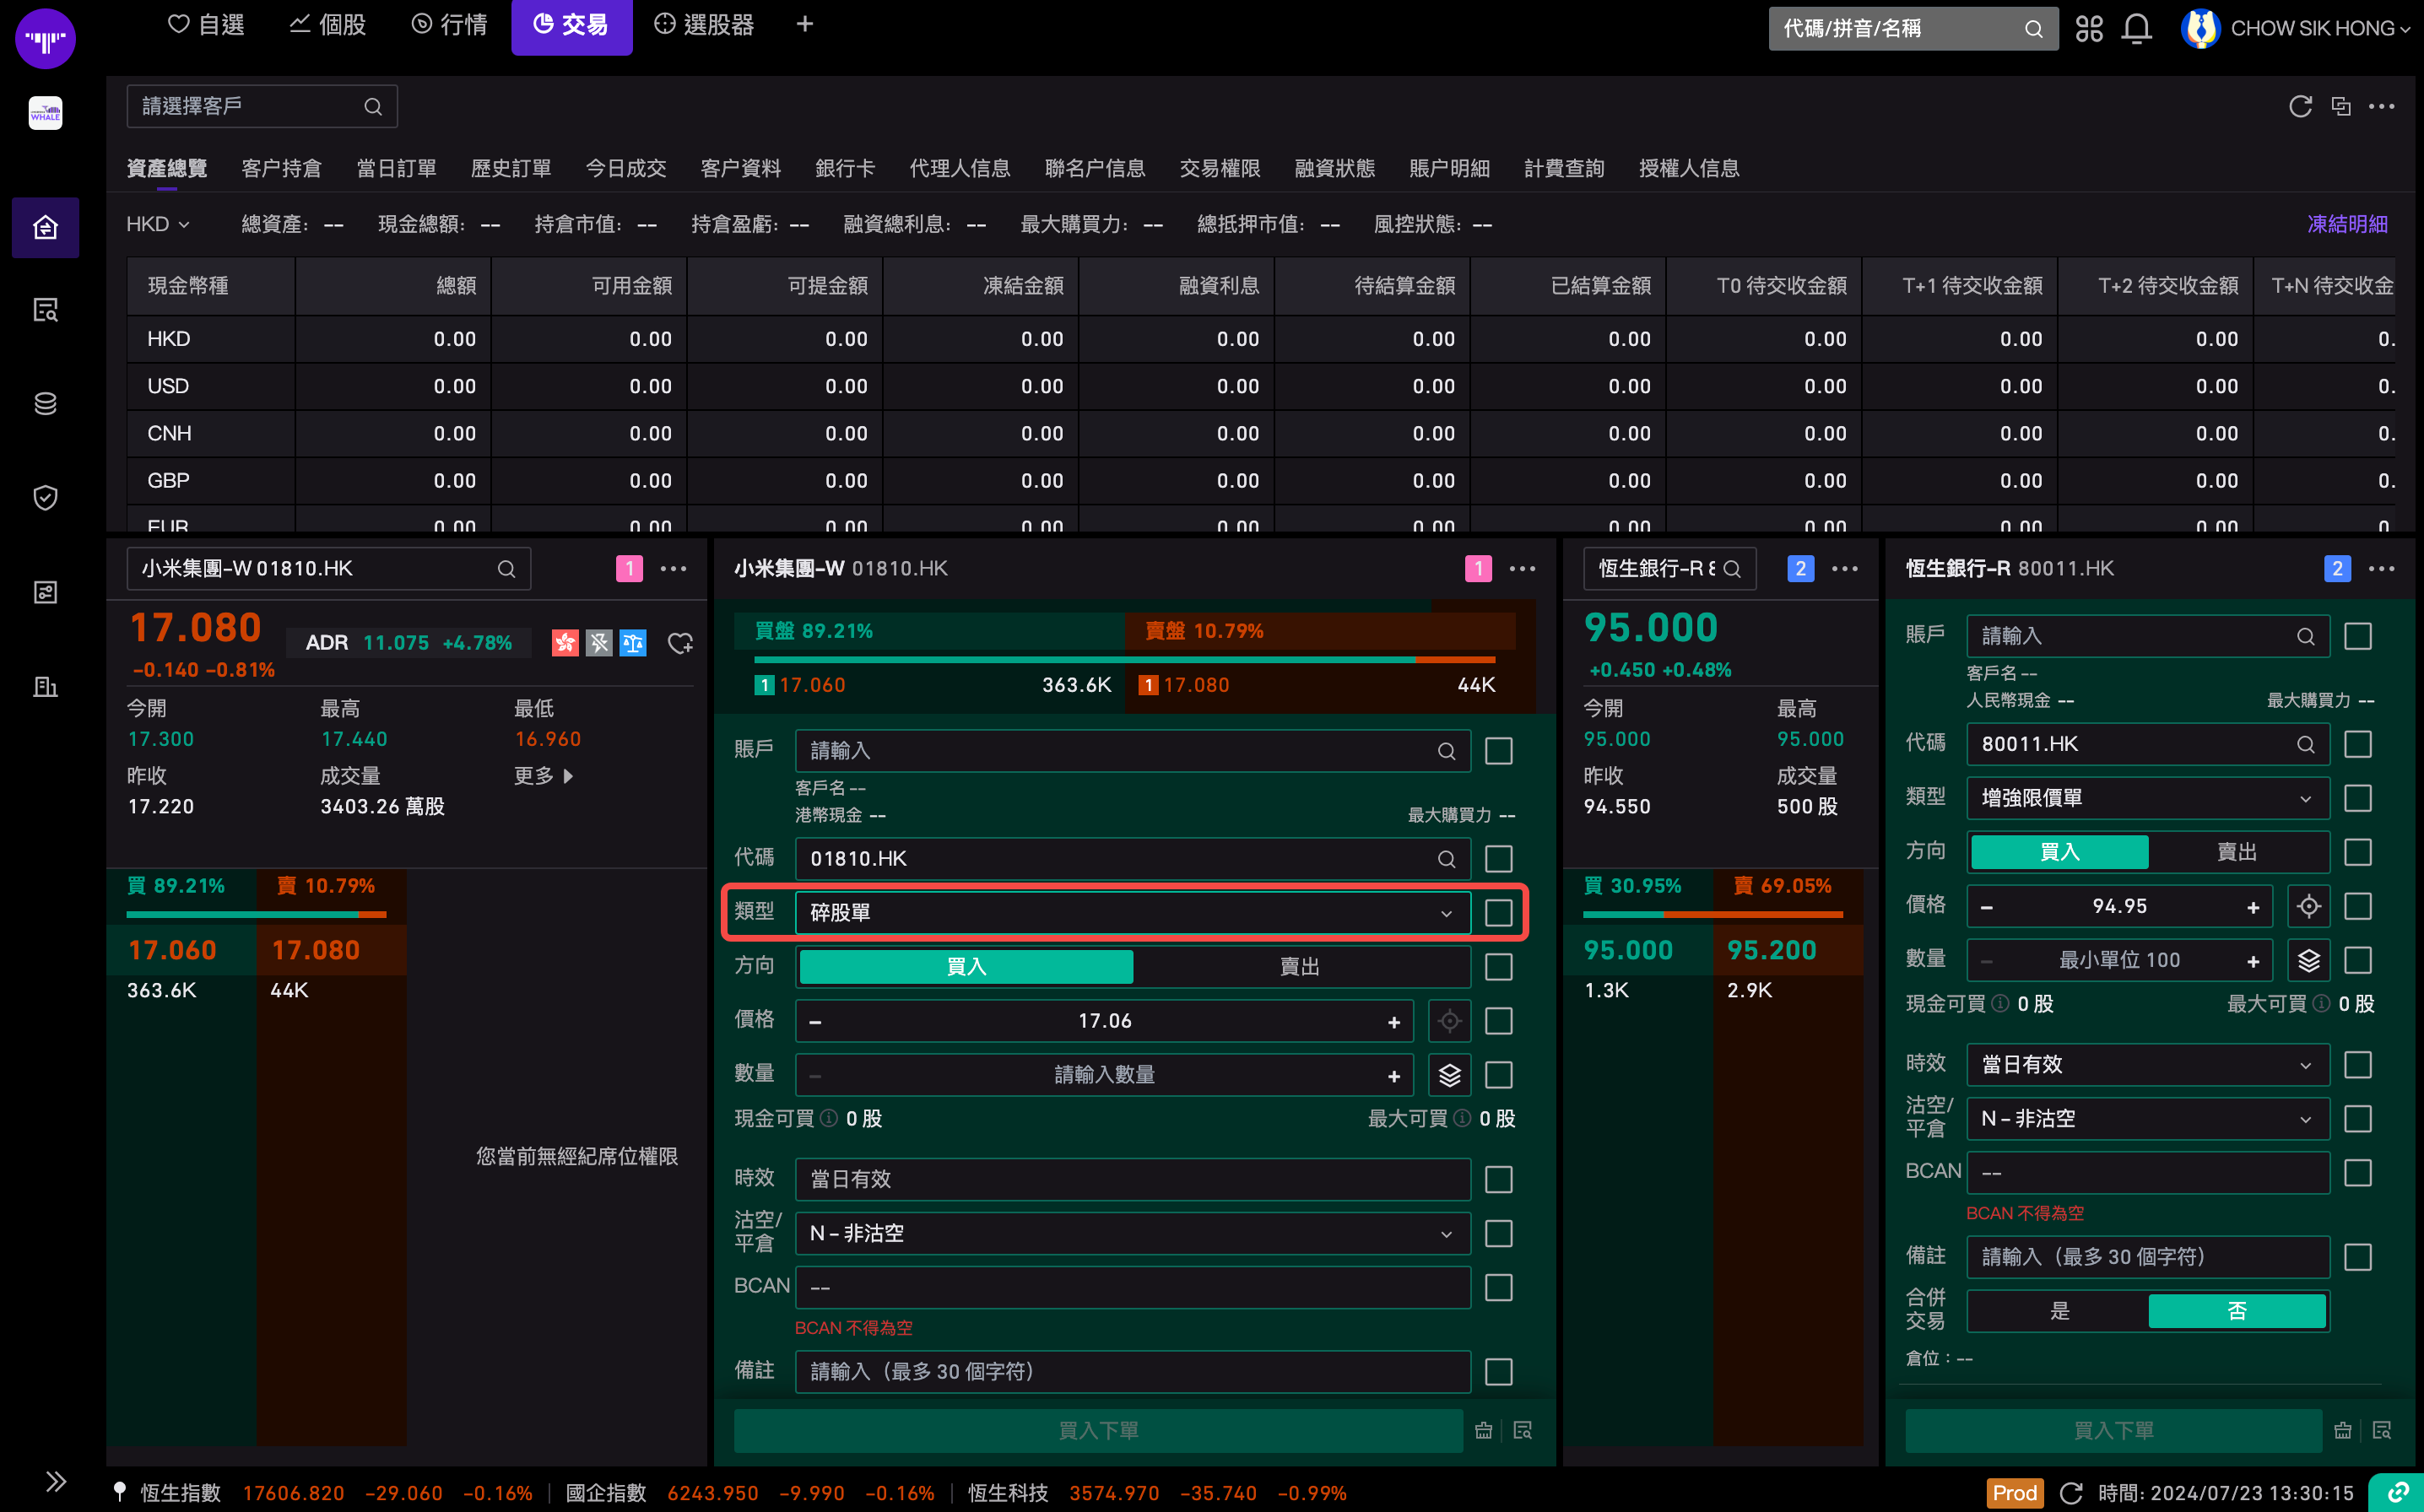 自選 個股 行情 交易 選股器 +
代碼/拼音/名稱 CHOW SIK HONG
WHALE
請選擇客戶
資產總覽 客户持倉 當日訂單 歷史訂單 今日成交 客户資料 銀行卡 代理人信息 聯名户信息 交易權限 融資狀態 賬户明細 計費查詢 授權人信息
HKD 總資產: -- 現金總額: -- 持倉市值: -- 持倉盈虧: -- 融資總利息: -- 最大購買力: -- 總抵押市值: -- 風控狀態: -- 凍結明細
現金幣種 總額 可用金額 可提金額 凍結金額 融資利息 待結算金額 已結算金額 T0 待交收金額 T+1 待交收金額 T+2 待交收金額 T+N 待交收金
HKD 0.00 0.00 0.00 0.00 0.00 0.00 0.00 0.00 0.00 0.00 0.
USD 0.00 0.00 0.00 0.00 0.00 0.00 0.00 0.00 0.00 0.00 0.
CNH 0.00 0.00 0.00 0.00 0.00 0.00 0.00 0.00 0.00 0.00 0.
GBP 0.00 0.00 0.00 0.00 0.00 0.00 0.00 0.00 0.00 0.00 0.
EUR 0.00 0.00 0.00 0.00 0.00 0.00 0.00 0.00 0.00 0.00 0.
小米集團-W 01810.HK 1
17.080
-0.140 -0.81%
ADR 11.075 +4.78%
今開 最高 最低
17.300 17.440 16.960
昨收 成交量 更多
17.220 3403.26 萬股
買 89.21% 賣 10.79%
17.060 17.080
363.6K 44K
您當前無經紀席位權限
小米集團-W 01810.HK 1
買盤 89.21% 賣盤 10.79%
1 17.060 363.6K 1 17.080 44K
賬戶 請輸入
客戶名 --
港幣現金 -- 最大購買力 --
代碼 01810.HK
類型 碎股單
方向 買入 賣出
價格 - 17.06 +
數量 - 請輸入數量 +
現金可買 0 股 最大可買 0 股
時效 當日有效
沽空/平倉 N - 非沽空
BCAN --
BCAN 不得為空
備註 請輸入（最多 30 個字符）
買入下單
恆生銀行-R 8 2
95.000
+0.450 +0.48%
今開 最高
95.000 95.000
昨收 成交量
94.550 500 股
買 30.95% 賣 69.05%
95.000 95.200
1.3K 2.9K
恆生銀行-R 80011.HK 2
賬戶 請輸入
客戶名 --
人民幣現金 -- 最大購買力 --
代碼 80011.HK
類型 增強限價單
方向 買入 賣出
價格 - 94.95 +
數量 - 最小單位 100 +
現金可買 0 股 最大可買 0 股
時效 當日有效
沽空/平倉 N - 非沽空
BCAN --
BCAN 不得為空
備註 請輸入（最多 30 個字符）
合併交易 是 否
倉位：--
買入下單
恆生指數 17606.820 -29.060 -0.16% 國企指數 6243.950 -9.990 -0.16% 恆生科技 3574.970 -35.740 -0.99%
Prod 時間: 2024/07/23 13:30:15